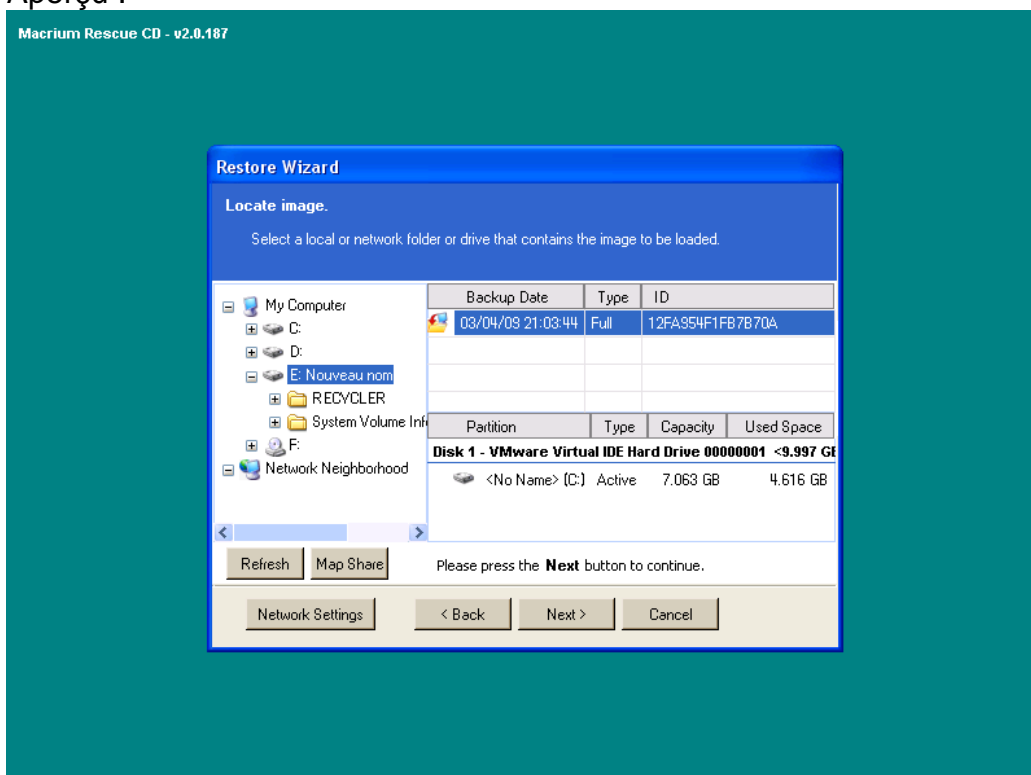 Aperçu :
Macrium Rescue CD - v2.0.187
Restore Wizard
Locate image.
Select a local or network folder or drive that contains the image to be loaded.
My Computer
C:
D:
E: Nouveau nom
RECYCLER
System Volume Inf
F:
Network Neighborhood
Backup Date Type ID
03/04/09 21:03:44 Full 12FA954F1FB7B70A
Partition Type Capacity Used Space
Disk 1 - VMware Virtual IDE Hard Drive 00000001 <9.997 GE
<No Name> (C:) Active 7.063 GB 4.616 GB
Refresh Map Share Please press the Next button to continue.
Network Settings < Back Next > Cancel